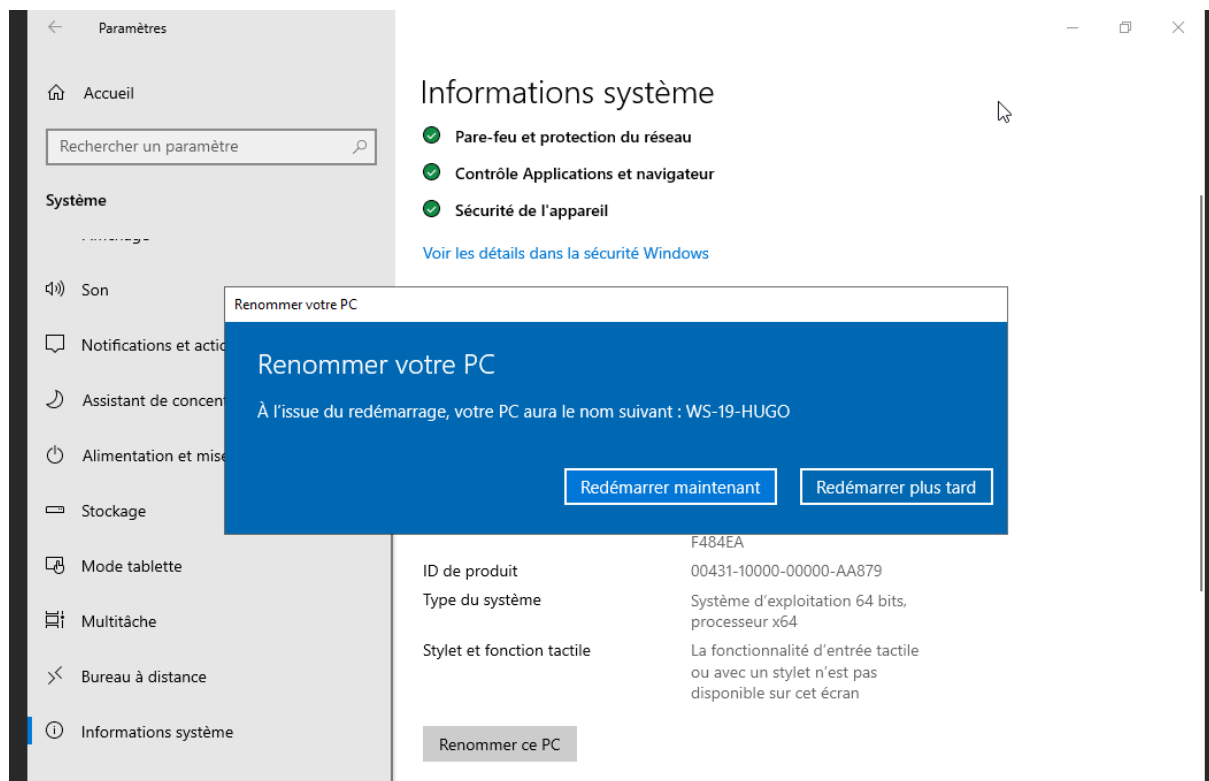 Paramètres
Accueil
Rechercher un paramètre
Système
Son
Notifications et actio
Assistant de concen
Alimentation et mise
Stockage
Mode tablette
Multitâche
Bureau à distance
Informations système
Informations système
Pare-feu et protection du réseau
Contrôle Applications et navigateur
Sécurité de l'appareil
Voir les détails dans la sécurité Windows
Renommer votre PC
Renommer votre PC
À l'issue du redémarrage, votre PC aura le nom suivant : WS-19-HUGO
Redémarrer maintenant
Redémarrer plus tard
F484EA
ID de produit 00431-10000-00000-AA879
Type du système Système d'exploitation 64 bits,
processeur x64
Stylet et fonction tactile La fonctionnalité d'entrée tactile
ou avec un stylet n'est pas
disponible sur cet écran
Renommer ce PC